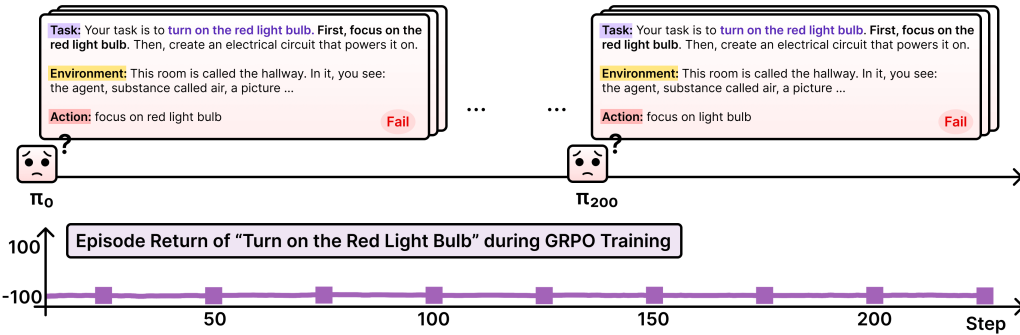 Task: Your task is to turn on the red light bulb. First, focus on the
red light bulb. Then, create an electrical circuit that powers it on.
Environment: This room is called the hallway. In it, you see:
the agent, substance called air, a picture ...
Action: focus on red light bulb
Fail
?
π₀
... ...
Task: Your task is to turn on the red light bulb. First, focus on the
red light bulb. Then, create an electrical circuit that powers it on.
Environment: This room is called the hallway. In it, you see:
the agent, substance called air, a picture ...
Action: focus on light bulb
Fail
?
π₂₀₀
Episode Return of “Turn on the Red Light Bulb” during GRPO Training
100
-100
50 100 150 200 Step